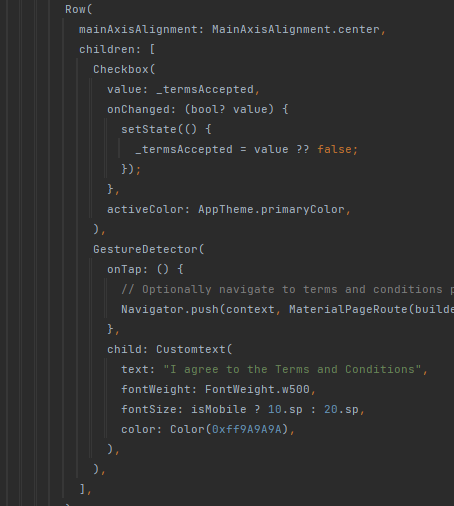 Row(
mainAxisAlignment: MainAxisAlignment.center,
children: [
Checkbox(
value: _termsAccepted,
onChanged: (bool? value) {
setState(() {
_termsAccepted = value ?? false;
});
},
activeColor: AppTheme.primaryColor,
),
GestureDetector(
onTap: () {
// Optionally navigate to terms and conditions
Navigator.push(context, MaterialPageRoute(builde
},
child: Customtext(
text: "I agree to the Terms and Conditions",
fontWeight: FontWeight.w500,
fontSize: isMobile ? 10.sp : 20.sp,
color: Color(0xff9A9A9A),
),
),
],